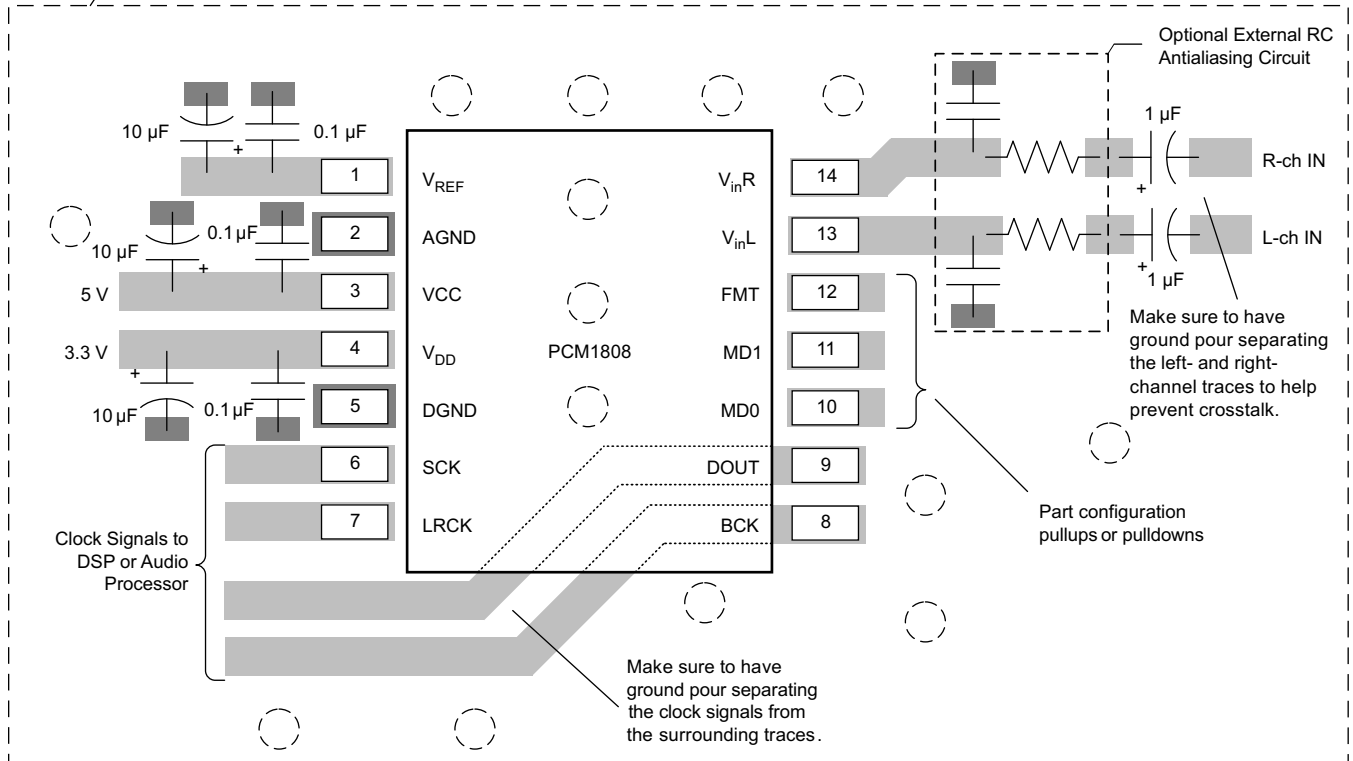 Optional External RC
Antialiasing Circuit
10 µF
+
0.1 µF
1 µF
+
R-ch IN
1
V_REF
V_inR
14
2
AGND
V_inL
13
L-ch IN
10 µF
+
0.1 µF
+
1 µF
5 V
3
VCC
FMT
12
3.3 V
4
V_DD
PCM1808
MD1
11
+
10 µF
0.1 µF
5
DGND
MD0
10
Make sure to have
ground pour separating
the left- and right-
channel traces to help
prevent crosstalk.
6
SCK
DOUT
9
7
LRCK
BCK
8
Part configuration
pullups or pulldowns
Clock Signals to
DSP or Audio
Processor
Make sure to have
ground pour separating
the clock signals from
the surrounding traces.